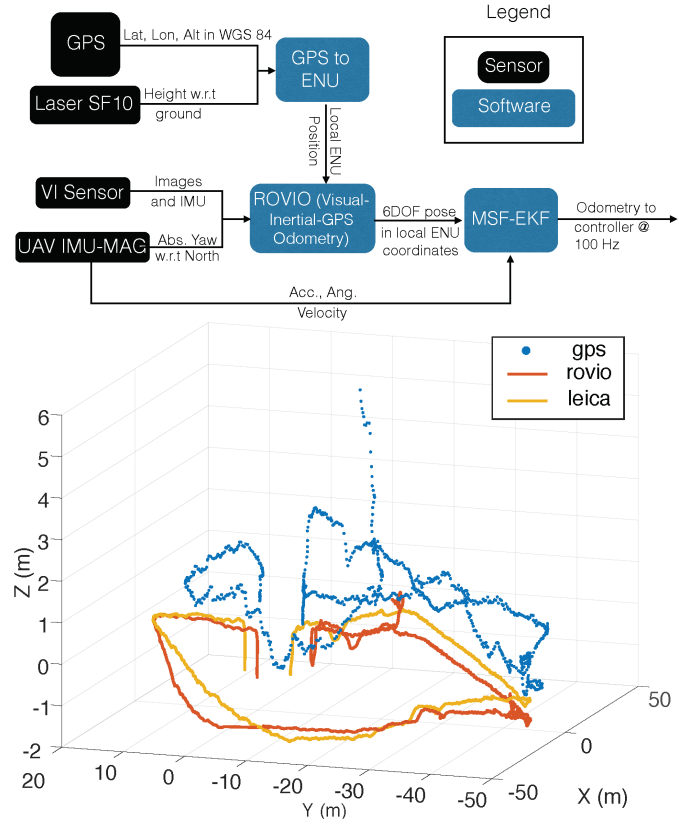 Legend
Sensor
Software
GPS
Lat, Lon, Alt in WGS 84
GPS to
ENU
Laser SF10
Height w.r.t
ground
Local ENU
Position
VI Sensor
Images
and IMU
ROVIO (Visual-
Inertial-GPS
Odometry)
6DOF pose
in local ENU
coordinates
MSF-EKF
Odometry to
controller @
100 Hz
UAV IMU-MAG
Abs. Yaw
w.r.t North
Acc., Ang.
Velocity
gps
rovio
leica
6
5
4
3
2
1
0
-1
-2
Z (m)
20
10
0
-10
-20
-30
-40
-50
Y (m)
-50
0
50
X (m)